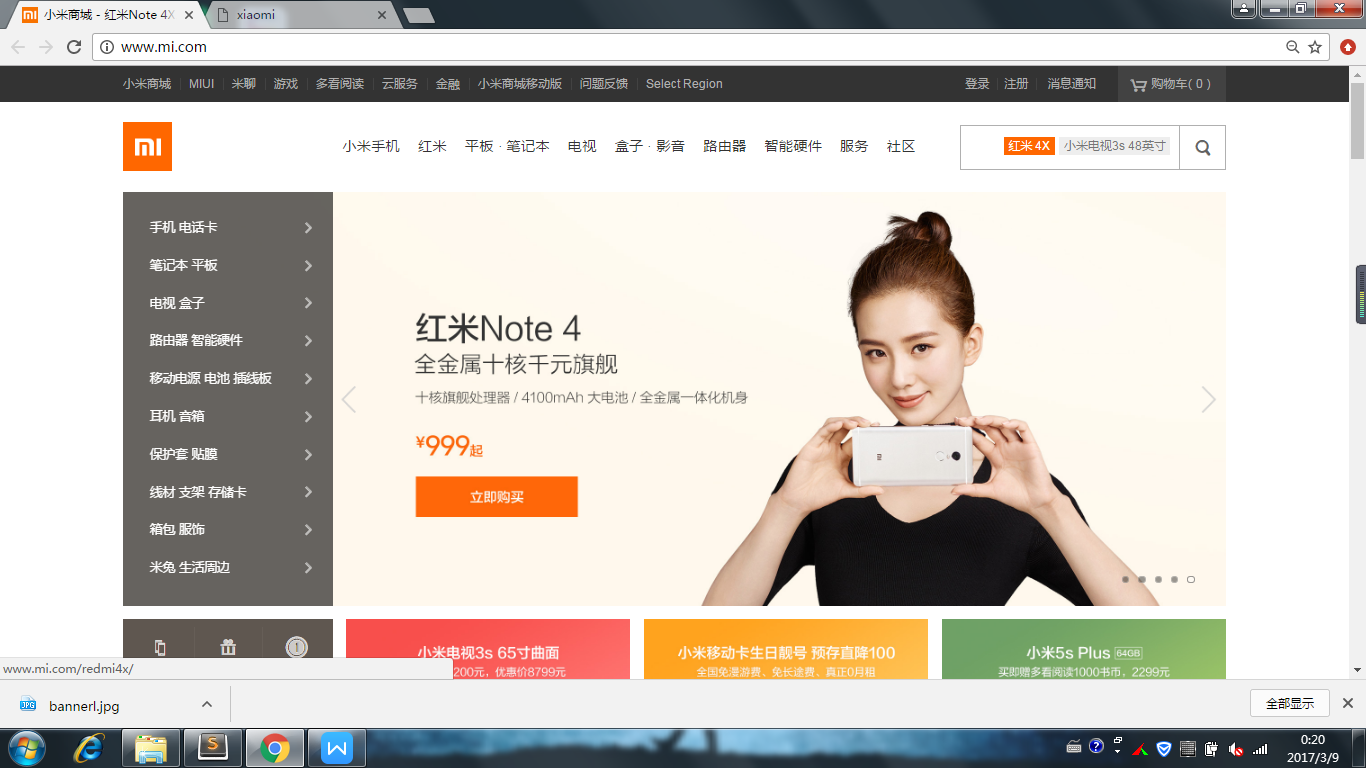 小米商城 - 红米Note 4X
xiaomi
www.mi.com
小米商城 MIUI 米聊 游戏 多看阅读 云服务 金融 小米商城移动版 问题反馈 Select Region 登录 注册 消息通知 购物车( 0 )
mi 小米手机 红米 平板 · 笔记本 电视 盒子 · 影音 路由器 智能硬件 服务 社区 红米 4X 小米电视3s 48英寸
手机 电话卡
笔记本 平板
电视 盒子
路由器 智能硬件
移动电源 电池 插线板
耳机 音箱
保护套 贴膜
线材 支架 存储卡
箱包 服饰
米兔 生活周边
红米Note 4
全金属十核千元旗舰
十核旗舰处理器 / 4100mAh 大电池 / 全金属一体化机身
¥999起
立即购买
mi
小米电视3s 65寸曲面
200元，优惠价8799元
小米移动卡生日靓号 预存直降100
全国免漫游费、免长途费、真正0月租
小米5s Plus 64GB
买即赠多看阅读1000书币，2299元
www.mi.com/redmi4x/
JPG bannerl.jpg 全部显示
0:20
2017/3/9